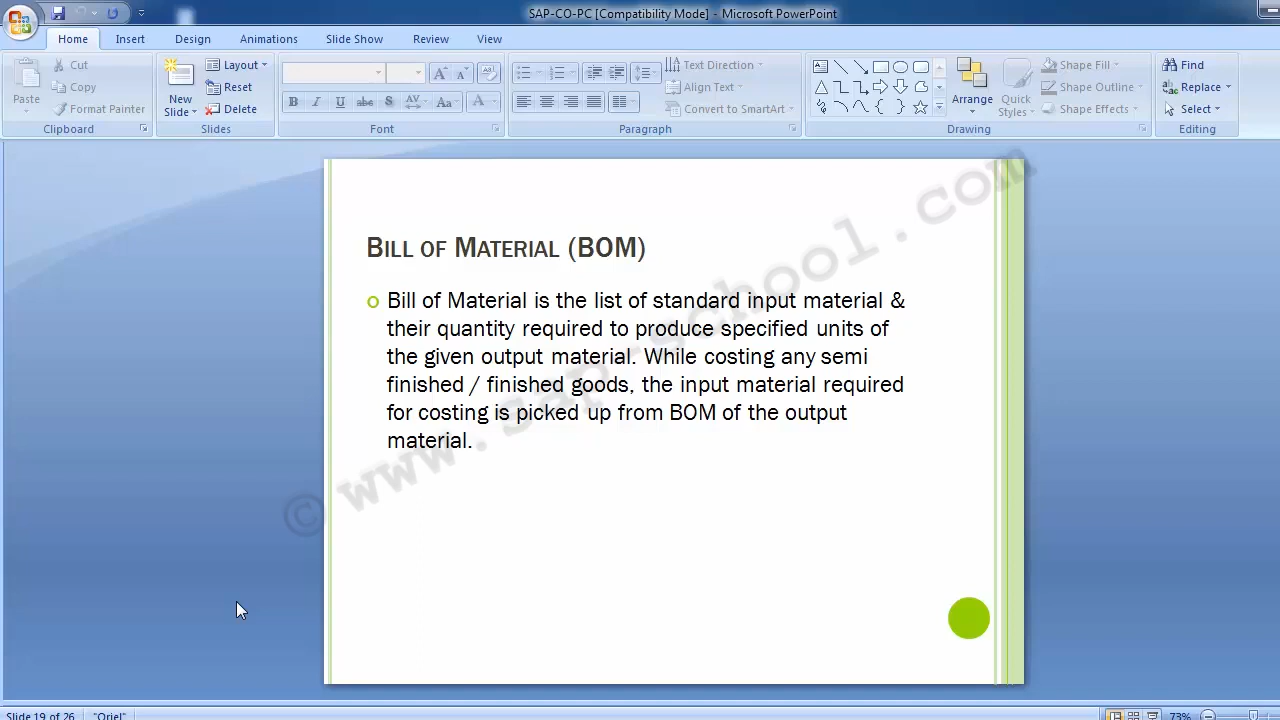 SAP-CO-PC [Compatibility Mode] - Microsoft PowerPoint
Home Insert Design Animations Slide Show Review View
Paste
Cut
Copy
Format Painter
Clipboard
New
Slide
Layout
Reset
Delete
Slides
B I U abc S AV Aa A
Font
Text Direction
Align Text
Convert to SmartArt
Paragraph
Arrange
Quick
Styles
Shape Fill
Shape Outline
Shape Effects
Drawing
Find
Replace
Select
Editing
BILL OF MATERIAL (BOM)
Bill of Material is the list of standard input material &
their quantity required to produce specified units of
the given output material. While costing any semi
finished / finished goods, the input material required
for costing is picked up from BOM of the output
material.
© www.sap-school.com
Slide 19 of 26 "Oriel" 73%